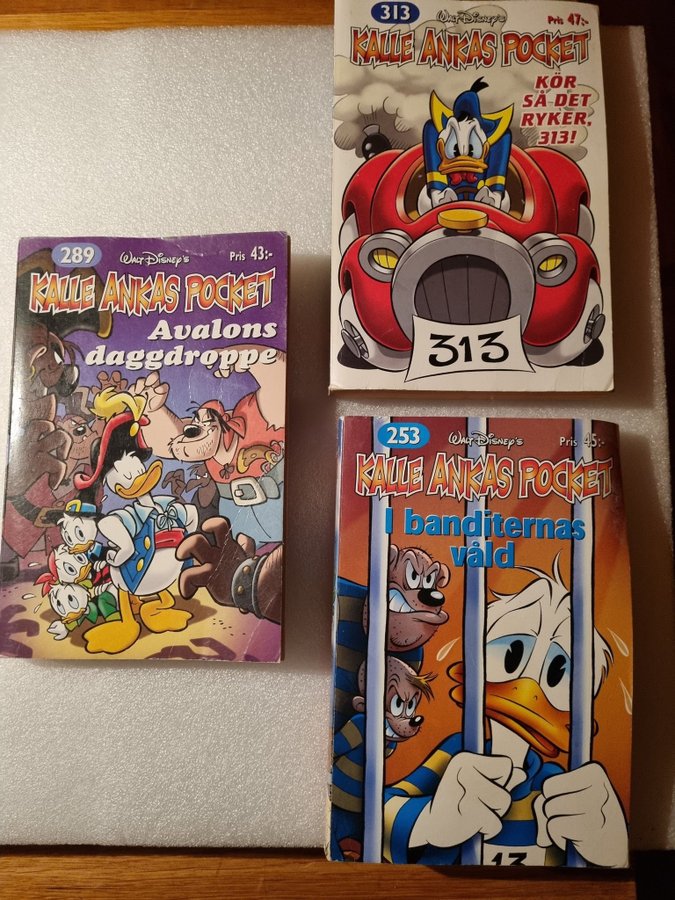 313
Walt Disney's
Pris 47:-
KALLE ANKAS POCKET
KÖR
SÅ DET
RYKER,
313!
313
289
Walt Disney's
Pris 43:-
KALLE ANKAS POCKET
Avalons
daggdroppe
253
Walt Disney's
Pris 45:-
KALLE ANKAS POCKET
I banditernas
våld
13